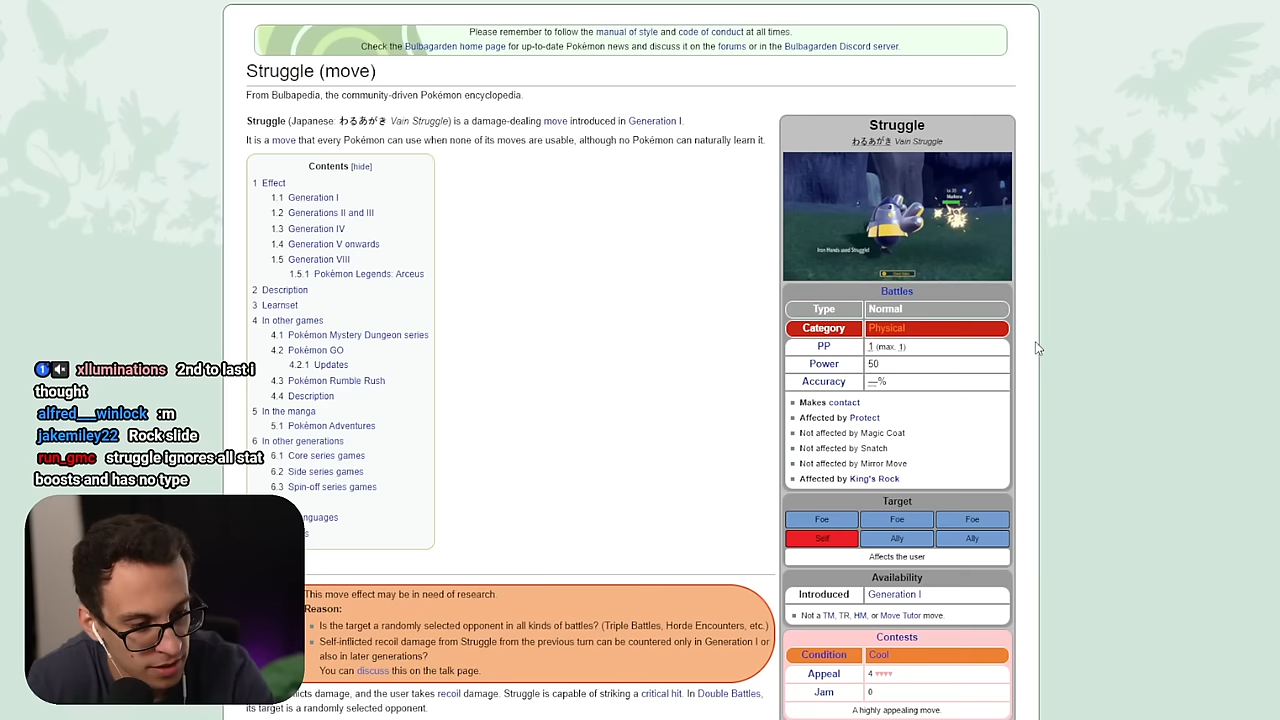 Please remember to follow the manual of style and code of conduct at all times.
Check the Bulbagarden home page for up-to-date Pokémon news and discuss it on the forums or in the Bulbagarden Discord server.
Struggle (move)
From Bulbapedia, the community-driven Pokémon encyclopedia.
Struggle (Japanese: わるあがき Vain Struggle) is a damage-dealing move introduced in Generation I.
It is a move that every Pokémon can use when none of its moves are usable, although no Pokémon can naturally learn it.
Contents [hide]
1 Effect
1.1 Generation I
1.2 Generations II and III
1.3 Generation IV
1.4 Generation V onwards
1.5 Generation VIII
1.5.1 Pokémon Legends: Arceus
2 Description
3 Learnset
4 In other games
4.1 Pokémon Mystery Dungeon series
4.2 Pokémon GO
4.2.1 Updates
4.3 Pokémon Rumble Rush
4.4 Description
5 In the manga
5.1 Pokémon Adventures
6 In other generations
6.1 Core series games
6.2 Side series games
6.3 Spin-off series games
nguages
s
This move effect may be in need of research.
Reason:
Is the target a randomly selected opponent in all kinds of battles? (Triple Battles, Horde Encounters, etc.)
Self-inflicted recoil damage from Struggle from the previous turn can be countered only in Generation I or
also in later generations?
You can discuss this on the talk page.
licts damage, and the user takes recoil damage. Struggle is capable of striking a critical hit. In Double Battles,
its target is a randomly selected opponent.
Struggle
わるあがき Vain Struggle
Iron Hands used Struggle!
Battles
Type Normal
Category Physical
PP 1 (max. 1)
Power 50
Accuracy —%
Makes contact
Affected by Protect
Not affected by Magic Coat
Not affected by Snatch
Not affected by Mirror Move
Affected by King's Rock
Target
Foe Foe Foe
Self Ally Ally
Affects the user
Availability
Introduced Generation I
Not a TM, TR, HM, or Move Tutor move.
Contests
Condition Cool
Appeal 4 ♥♥♥♥
Jam 0
A highly appealing move.
xlluminations 2nd to last i
thought
alfred__winlock :m
jakemiley22 Rock slide
run_gmc struggle ignores all stat
boosts and has no type